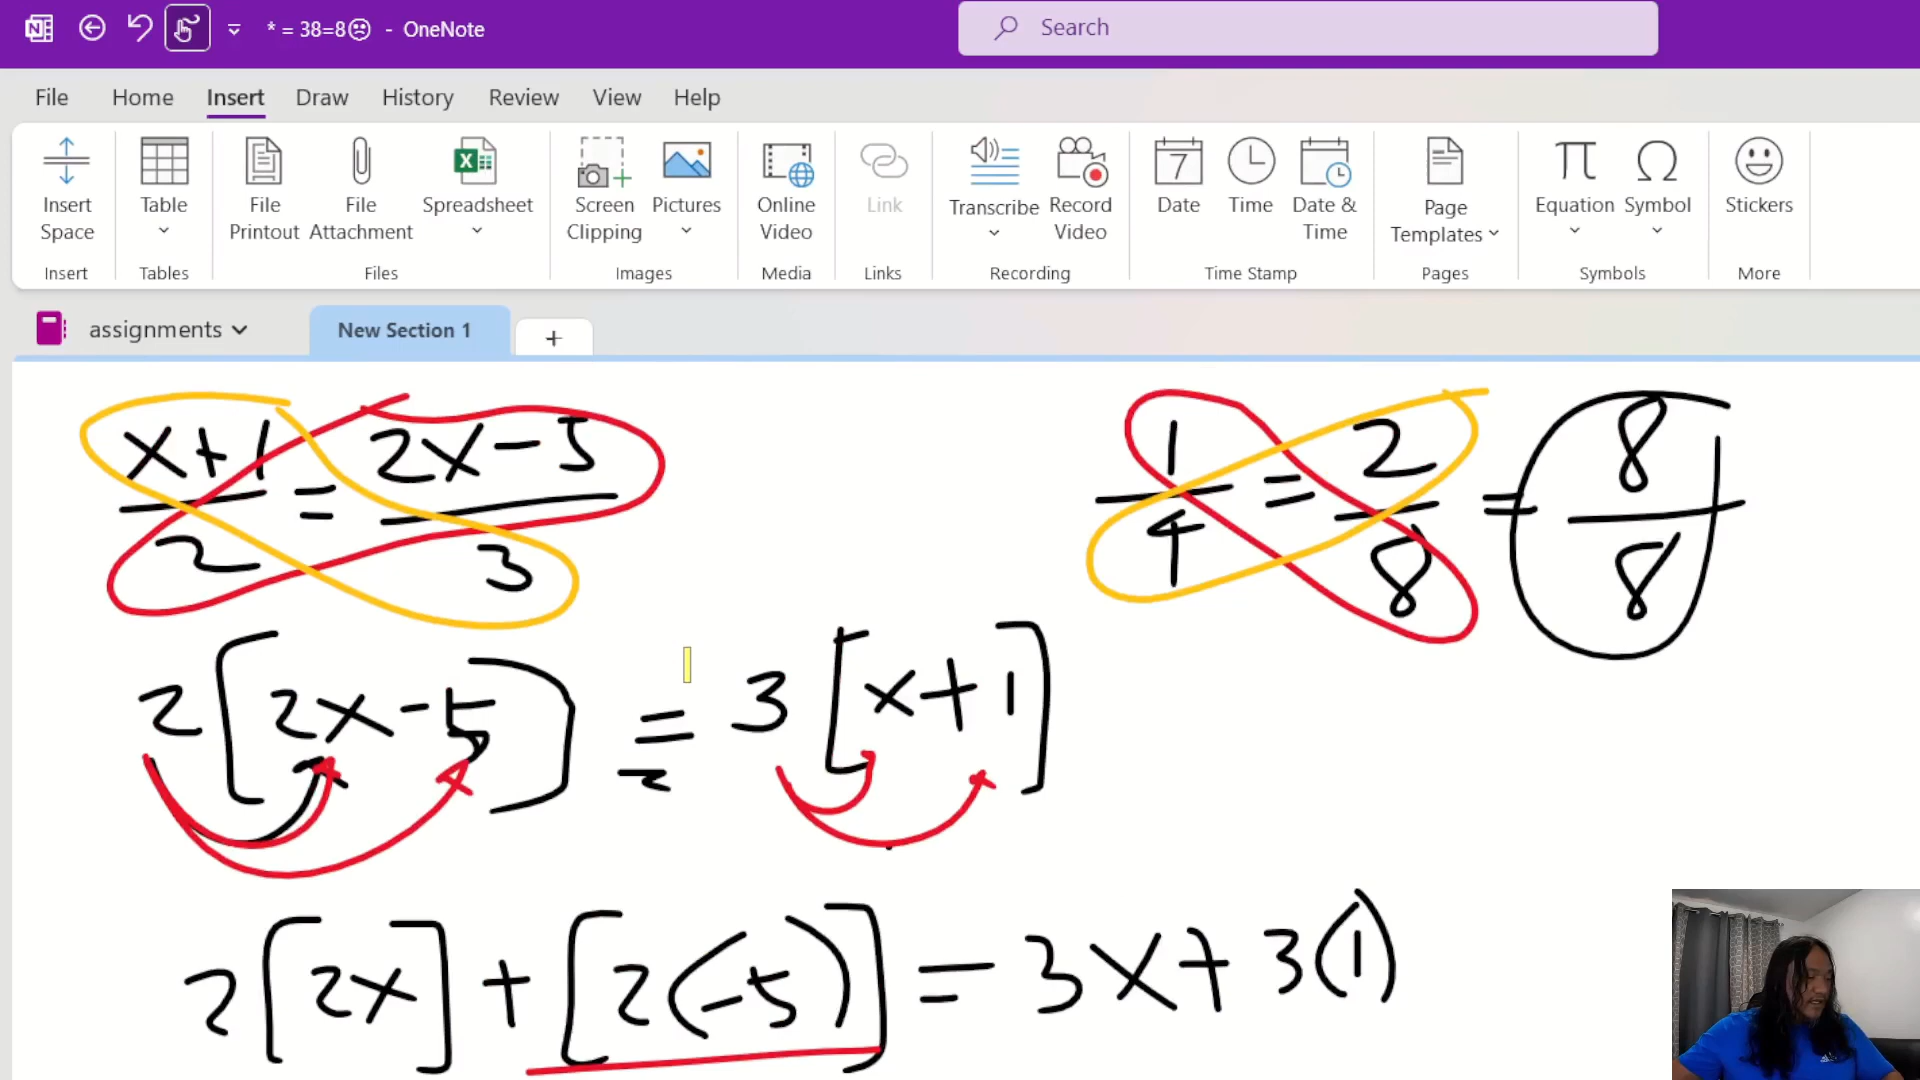 * = 38=8☹ - OneNote
Search
File Home Insert Draw History Review View Help
Insert Space Table File Printout File Attachment Spreadsheet Screen Clipping Pictures Online Video Link Transcribe Record Video Date Time Date & Time Page Templates Equation Symbol Stickers
Insert Tables Files Images Media Links Recording Time Stamp Pages Symbols More
assignments New Section 1 +
x+1/2 = 2x-5/3
1/4 = 2/8 = 8/8
2[2x-5] = 3[x+1]
2[2x] + [2(-5)] = 3x + 3(1)